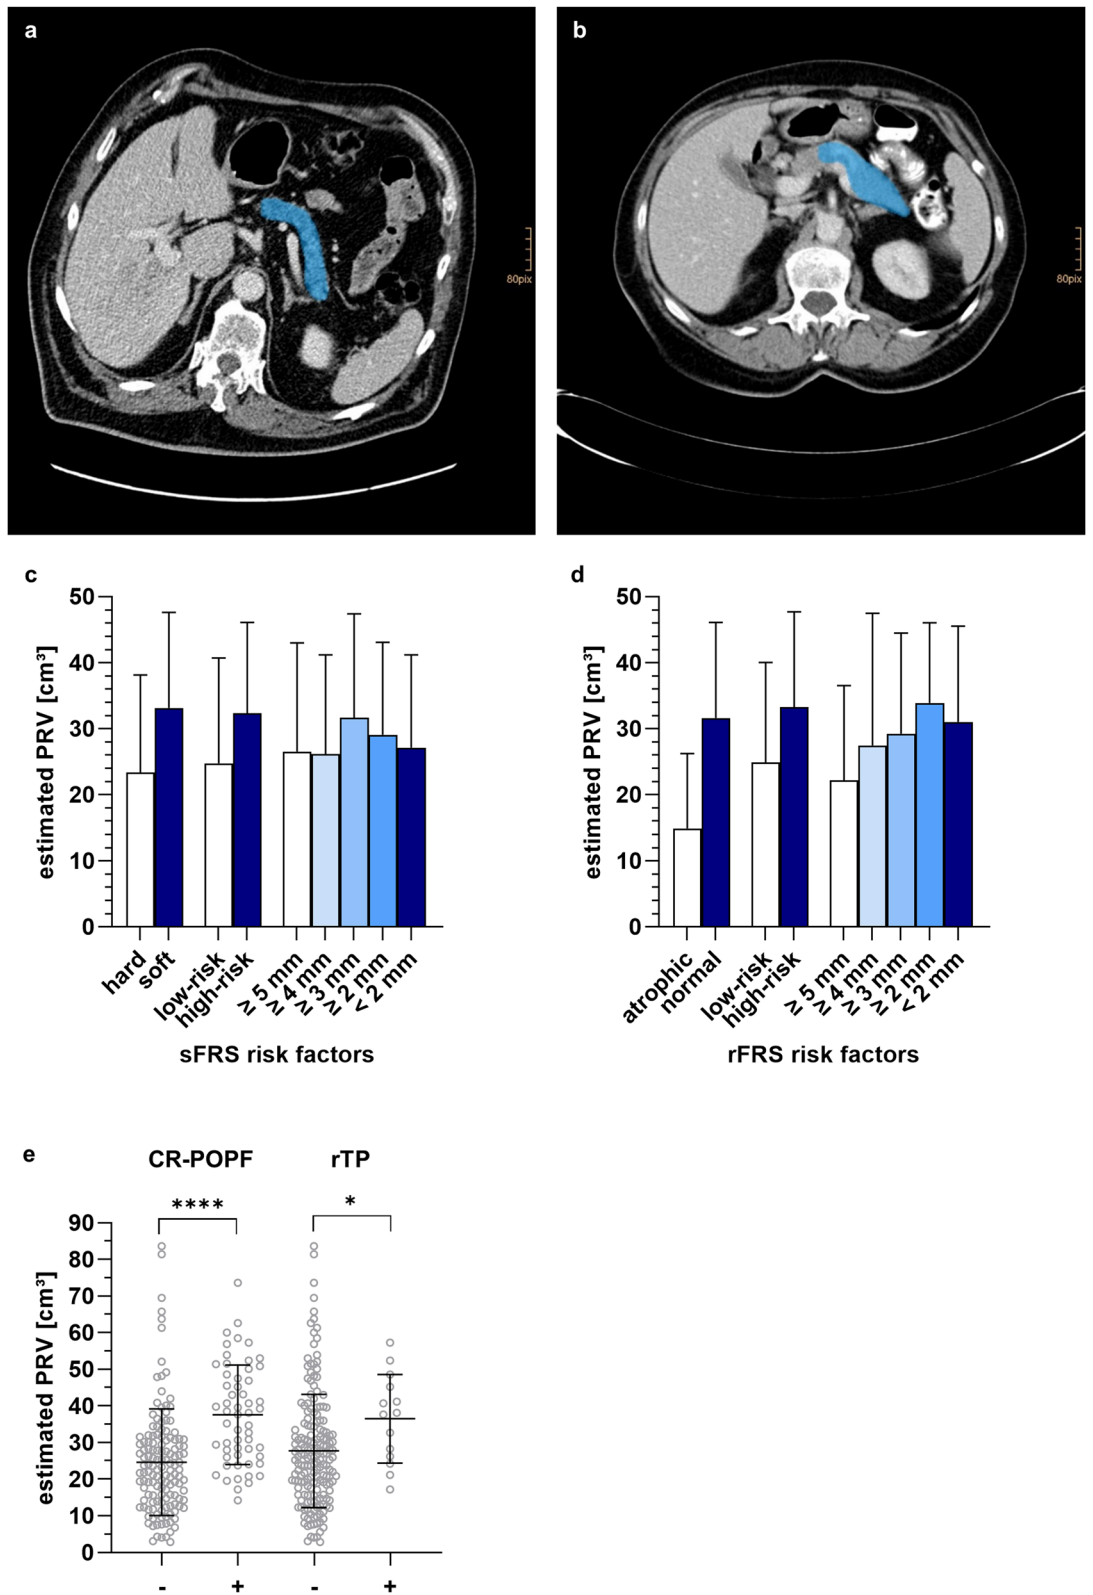 a
b
80pix
80pix
c
d
estimated PRV [cm³]
50
40
30
20
10
0
hard
soft
low-risk
high-risk
≥ 5 mm
≥ 4 mm
≥ 3 mm
≥ 2 mm
< 2 mm
sFRS risk factors
estimated PRV [cm³]
50
40
30
20
10
0
atrophic
normal
low-risk
high-risk
≥ 5 mm
≥ 4 mm
≥ 3 mm
≥ 2 mm
< 2 mm
rFRS risk factors
e
CR-POPF rTP
**** *
estimated PRV [cm³]
90
80
70
60
50
40
30
20
10
0
- + - +